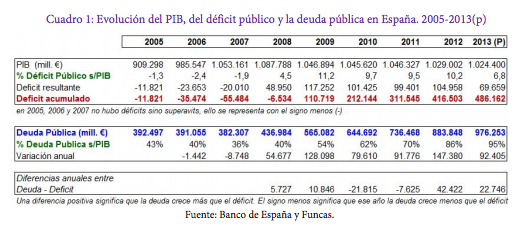 Cuadro 1: Evolución del PIB, del déficit público y la deuda pública en España. 2005-2013(p)
2005 2006 2007 2008 2009 2010 2011 2012 2013 (P)
PIB (mill. €) 909.298 985.547 1.053.161 1.087.788 1.046.894 1.045.620 1.046.327 1.029.002 1.024.400
% Déficit Público s/PIB -1,3 -2,4 -1,9 4,5 11,2 9,7 9,5 10,2 6,8
Déficit resultante -11.821 -23.653 -20.010 48.950 117.252 101.425 99.401 104.958 69.659
Deficit acumulado -11.821 -35.474 -55.484 -6.534 110.719 212.144 311.545 416.503 486.162
en 2005, 2006 y 2007 no hubo déficits sino superavits, ello se representa con el signo menos (-)
Deuda Pública (mill. €) 392.497 391.055 382.307 436.984 565.082 644.692 736.468 883.848 976.253
% Deuda Pública s/PIB 43% 40% 36% 40% 54% 62% 70% 86% 95%
Variación anual -1.442 -8.748 54.677 128.098 79.610 91.776 147.380 92.405
Diferencias anuales entre
Deuda - Deficit 5.727 10.846 -21.815 -7.625 42.422 22.746
Una diferencia positiva significa que la deuda crece más que el déficit. El signo menos significa que ese año la deuda crece menos que el déficit
Fuente: Banco de España y Funcas.